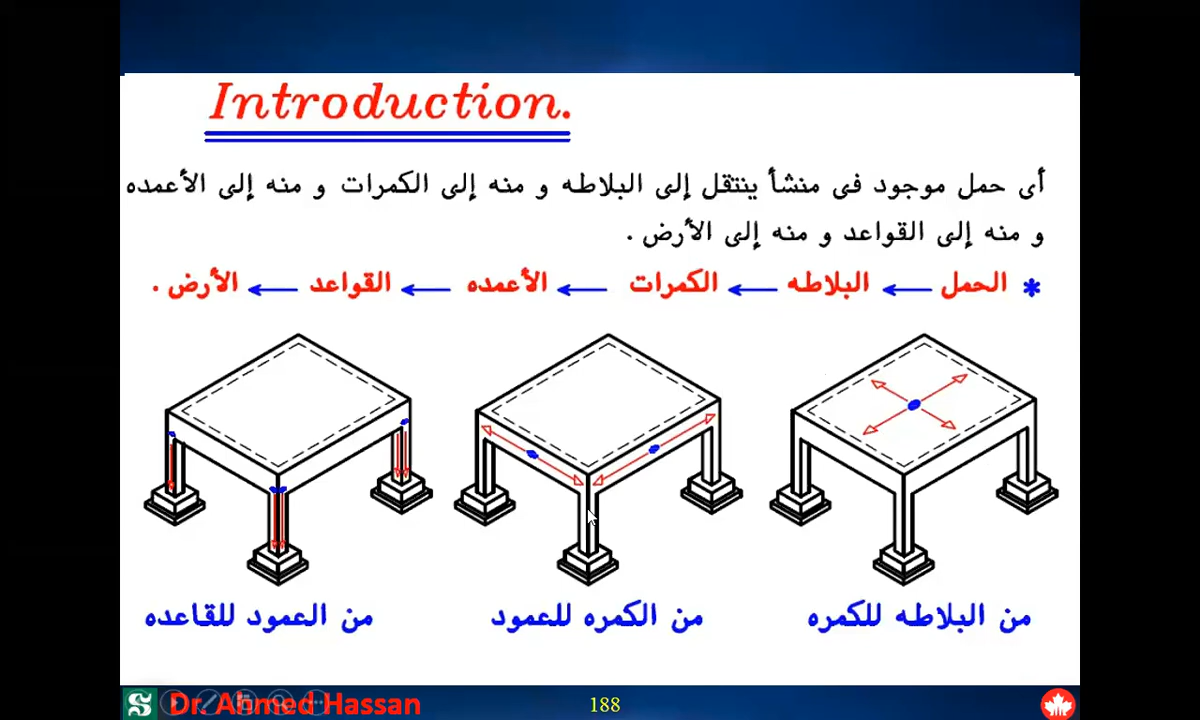 Introduction.
أى حمل موجود فى منشأ ينتقل إلى البلاطه و منه إلى الكمرات و منه إلى الأعمده
و منه إلى القواعد و منه إلى الأرض .
* الحمل ← البلاطه ← الكمرات ← الأعمده ← القواعد ← الأرض .
من البلاطه للكمره
من الكمره للعمود
من العمود للقاعده
Dr. Ahmed Hassan
188